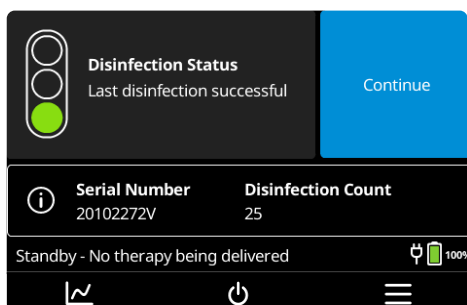 Disinfection Status
Last disinfection successful
Continue
Serial Number
20102272V
Disinfection Count
25
Standby - No therapy being delivered
100%